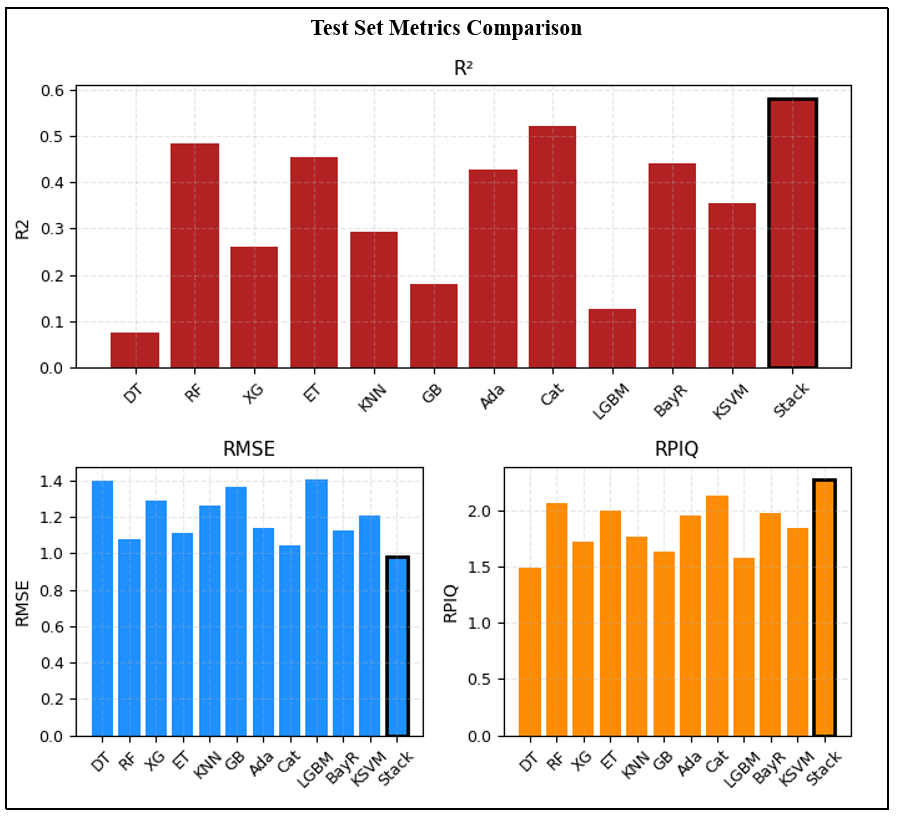 Test Set Metrics Comparison
R²
R2
0.6
0.5
0.4
0.3
0.2
0.1
0.0
DT RF XG ET KNN GB Ada Cat LGBM BayR KSVM Stack
RMSE
RMSE
1.4
1.2
1.0
0.8
0.6
0.4
0.2
0.0
DT RF XG ET KNN GB Ada Cat LGBM BayR KSVM Stack
RPIQ
RPIQ
2.0
1.5
1.0
0.5
0.0
DT RF XG ET KNN GB Ada Cat LGBM BayR KSVM Stack